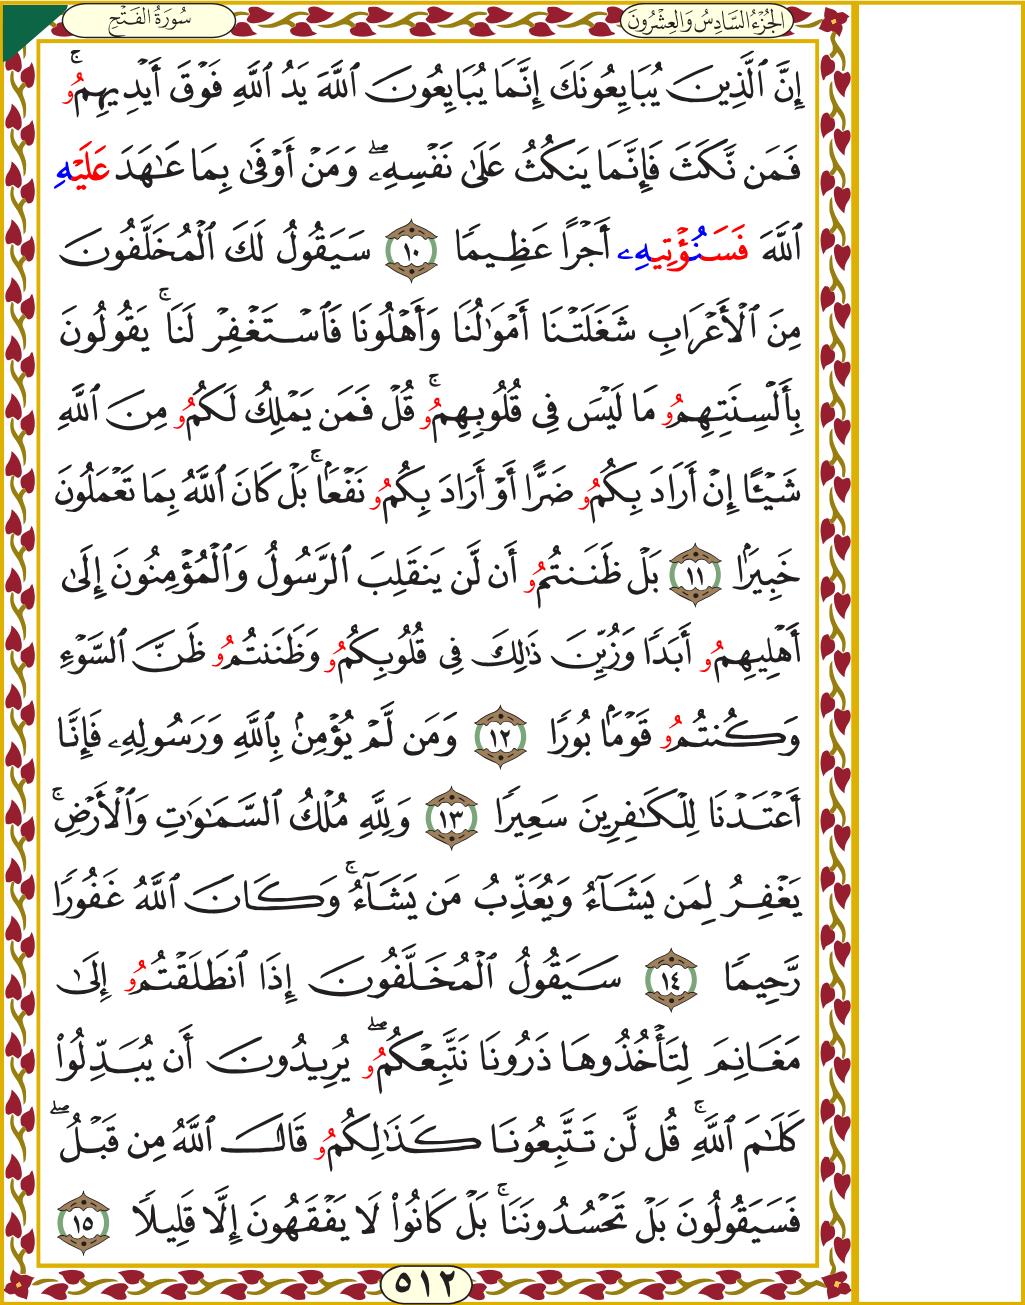 سُورَةُ الفَتْحِ
الجُزْءُ السَّادِسُ وَالعِشْرُونَ
إِنَّ ٱلَّذِينَ يُبَايِعُونَكَ إِنَّمَا يُبَايِعُونَ ٱللَّهَ يَدُ ٱللَّهِ فَوْقَ أَيْدِيهِمُۥۚ
فَمَن نَّكَثَ فَإِنَّمَا يَنكُثُ عَلَىٰ نَفْسِهِۦۖ وَمَنْ أَوْفَىٰ بِمَا عَٰهَدَ عَلَيْهِ
ٱللَّهَ فَسَنُؤْتِيهِۦ أَجْرًا عَظِيمًا ١٠ سَيَقُولُ لَكَ ٱلْمُخَلَّفُونَ
مِنَ ٱلْأَعْرَابِ شَغَلَتْنَا أَمْوَٰلُنَا وَأَهْلُونَا فَٱسْتَغْفِرْ لَنَاۚ يَقُولُونَ
بِأَلْسِنَتِهِمُۥ مَا لَيْسَ فِى قُلُوبِهِمُۥۚ قُلْ فَمَن يَمْلِكُ لَكُمُۥ مِنَ ٱللَّهِ
شَيْـًٔا إِنْ أَرَادَ بِكُمُۥ ضَرًّا أَوْ أَرَادَ بِكُمُۥ نَفْعَۢاۚ بَلْ كَانَ ٱللَّهُ بِمَا تَعْمَلُونَ
خَبِيرَۢا ١١ بَلْ ظَنَنتُمُۥ أَن لَّن يَنقَلِبَ ٱلرَّسُولُ وَٱلْمُؤْمِنُونَ إِلَىٰ
أَهْلِيهِمُۥ أَبَدًا وَزُيِّنَ ذَٰلِكَ فِى قُلُوبِكُمُۥ وَظَنَنتُمُۥ ظَنَّ ٱلسَّوْءِ
وَكُنتُمُۥ قَوْمَۢا بُورًا ١٢ وَمَن لَّمْ يُؤْمِنۢ بِٱللَّهِ وَرَسُولِهِۦ فَإِنَّا
أَعْتَدْنَا لِلْكَٰفِرِينَ سَعِيرًا ١٣ وَلِلَّهِ مُلْكُ ٱلسَّمَٰوَٰتِ وَٱلْأَرْضِۚ
يَغْفِرُ لِمَن يَشَآءُ وَيُعَذِّبُ مَن يَشَآءُۚ وَكَانَ ٱللَّهُ غَفُورًا
رَّحِيمًا ١٤ سَيَقُولُ ٱلْمُخَلَّفُونَ إِذَا ٱنطَلَقْتُمُۥ إِلَىٰ
مَغَانِمَ لِتَأْخُذُوهَا ذَرُونَا نَتَّبِعْكُمُۥۖ يُرِيدُونَ أَن يُبَدِّلُوا۟
كَلَٰمَ ٱللَّهِۚ قُل لَّن تَتَّبِعُونَا كَذَٰلِكُمُۥ قَالَ ٱللَّهُ مِن قَبْلُۖ
فَسَيَقُولُونَ بَلْ تَحْسُدُونَنَاۚ بَلْ كَانُوا۟ لَا يَفْقَهُونَ إِلَّا قَلِيلًا ١٥
٥١٢